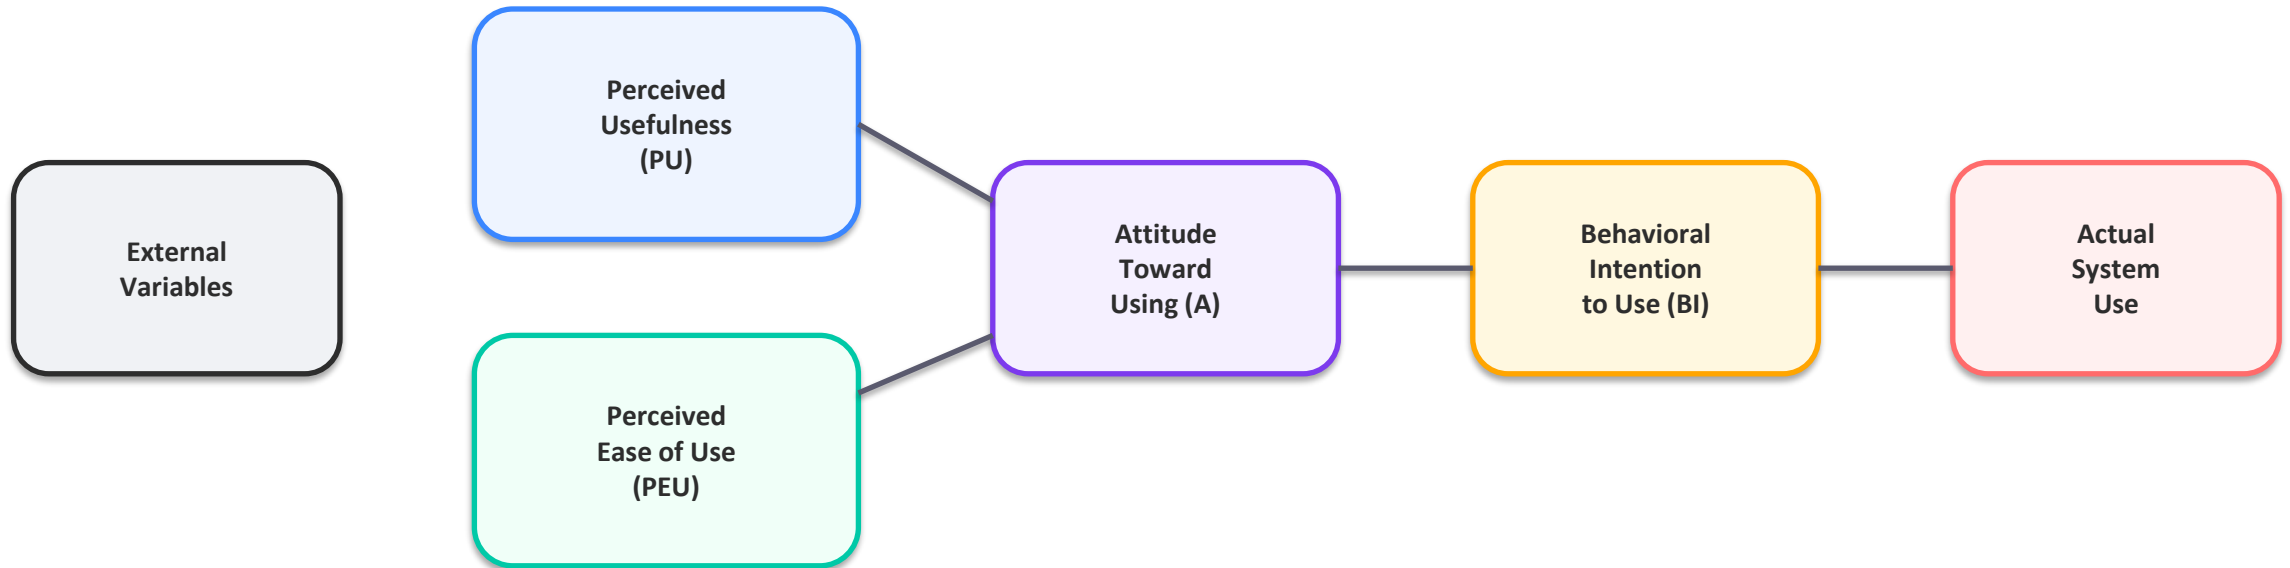 External
Variables
Perceived
Usefulness
(PU)
Perceived
Ease of Use
(PEU)
Attitude
Toward
Using (A)
Behavioral
Intention
to Use (BI)
Actual
System
Use